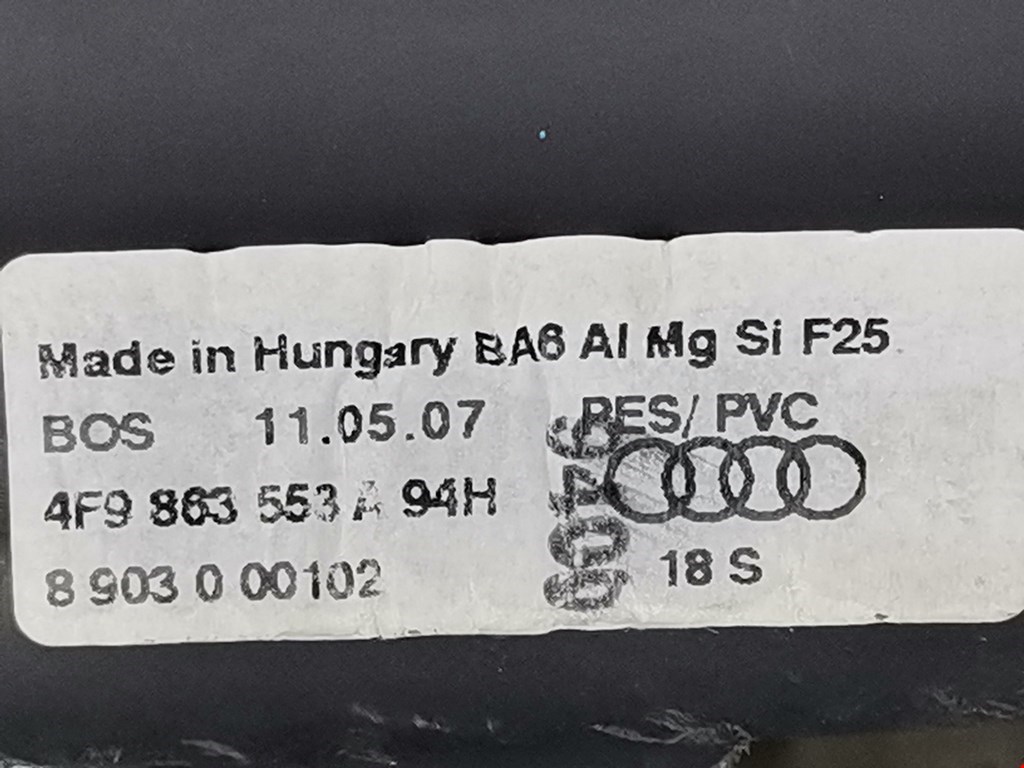 Made in Hungary BA6 Al Mg Si F25
BOS 11.05.07 PES/ PVC
4F9 863 553 A 94H
8 903 0 00102 18 S